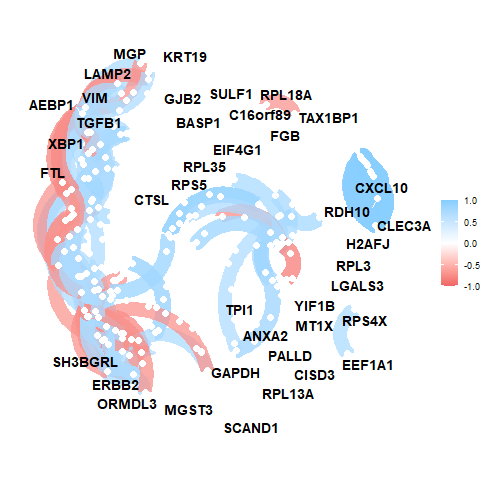 MGP
KRT19
LAMP2
AEBP1
VIM
GJB2
SULF1
RPL18A
TGFB1
BASP1
C16orf89
TAX1BP1
XBP1
FGB
EIF4G1
FTL
RPL35
RPS5
CTSL
CXCL10
RDH10
CLEC3A
H2AFJ
RPL3
LGALS3
TPI1
YIF1B
MT1X
RPS4X
ANXA2
PALLD
SH3BGRL
GAPDH
CISD3
EEF1A1
ERBB2
RPL13A
ORMDL3
MGST3
SCAND1
1.0
0.5
0.0
-0.5
-1.0